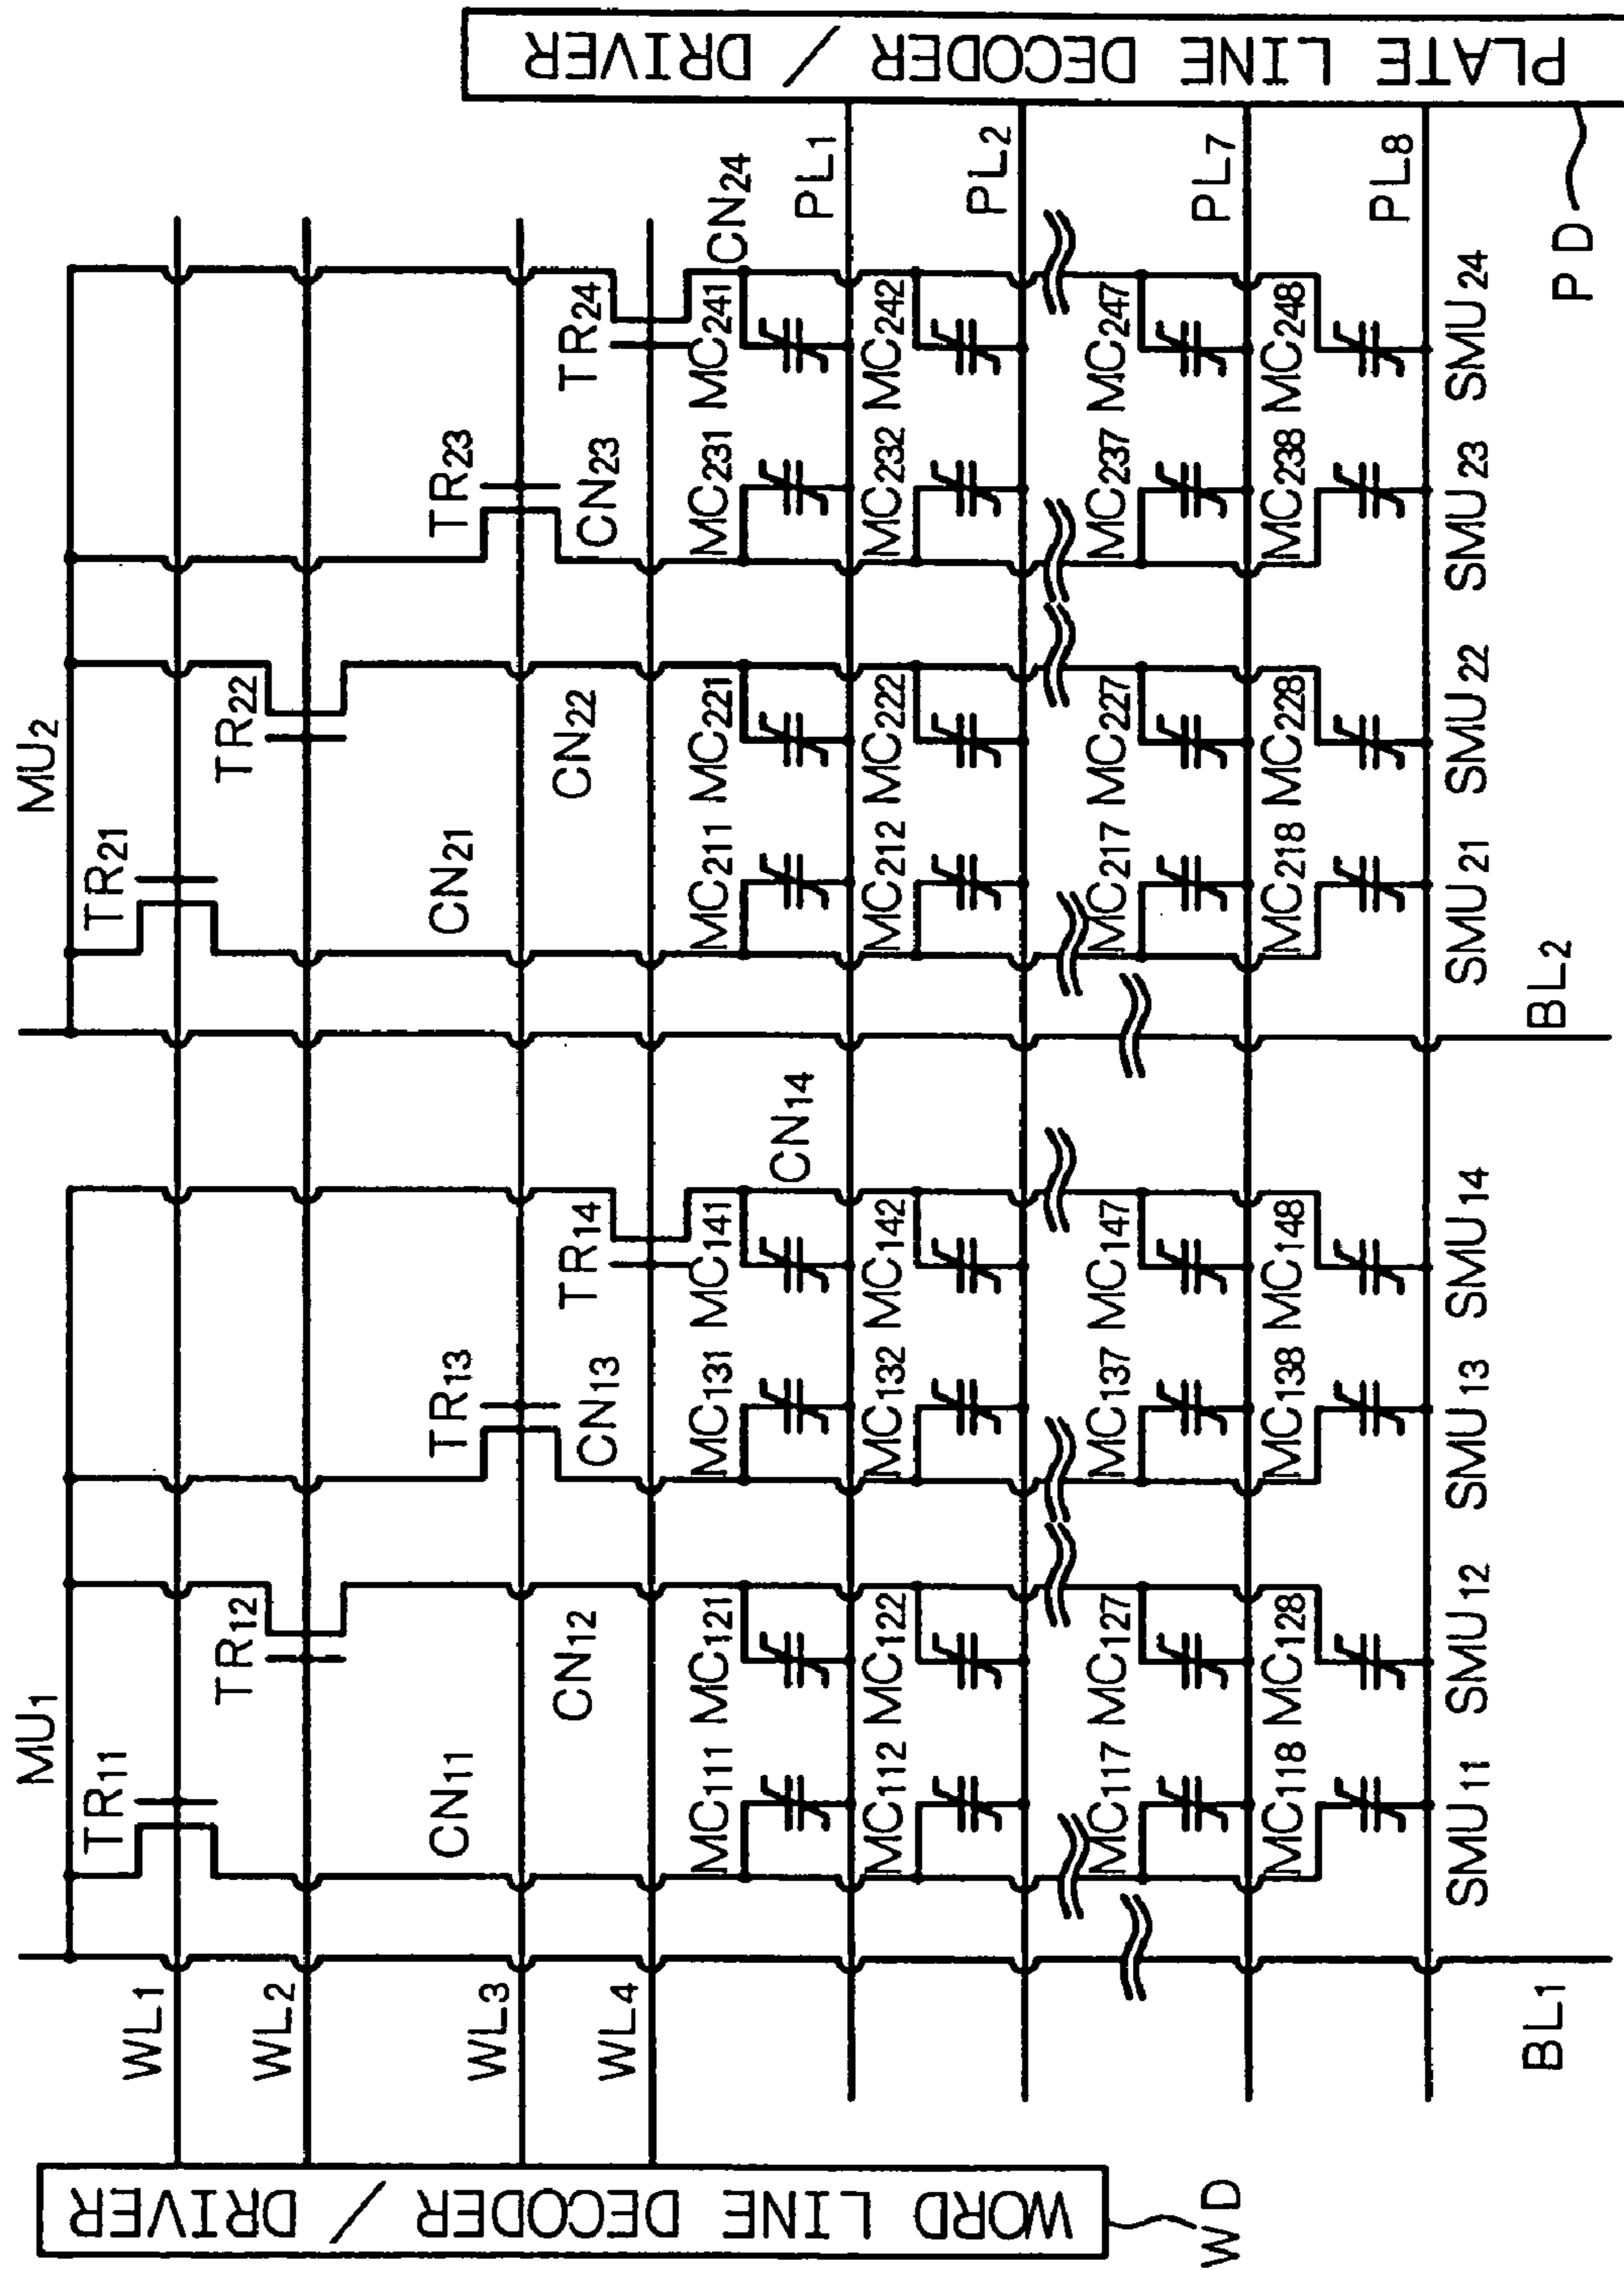 WORD LINE DECODER / DRIVER
WD
WL1
WL2
WL3
WL4
BL1
MU1
TR11
TR12
TR13
TR14
CN11
CN12
CN13
CN14
MC111
MC121
MC131
MC141
MC112
MC122
MC132
MC142
MC117
MC127
MC137
MC147
MC118
MC128
MC138
MC148
SMU11
SMU12
SMU13
SMU14
BL2
MU2
TR21
TR22
TR23
TR24
CN21
CN22
CN23
CN24
MC211
MC221
MC231
MC241
MC212
MC222
MC232
MC242
MC217
MC227
MC237
MC247
MC218
MC228
MC238
MC248
SMU21
SMU22
SMU23
SMU24
PL1
PL2
PL7
PL8
PLATE LINE DECODER / DRIVER
PD